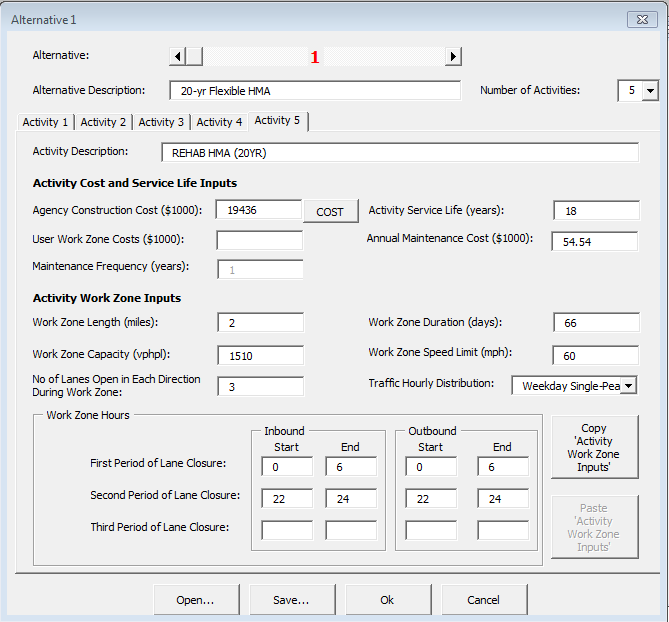 Alternative 1
Alternative: 1
Alternative Description: 20-yr Flexible HMA Number of Activities: 5
Activity 1 Activity 2 Activity 3 Activity 4 Activity 5
Activity Description: REHAB HMA (20YR)
Activity Cost and Service Life Inputs
Agency Construction Cost ($1000): 19436 COST Activity Service Life (years): 18
User Work Zone Costs ($1000): Annual Maintenance Cost ($1000): 54.54
Maintenance Frequency (years): 1
Activity Work Zone Inputs
Work Zone Length (miles): 2 Work Zone Duration (days): 66
Work Zone Capacity (vphpl): 1510 Work Zone Speed Limit (mph): 60
No of Lanes Open in Each Direction
During Work Zone: 3 Traffic Hourly Distribution: Weekday Single-Pea
Work Zone Hours
Inbound Outbound
Start End Start End
First Period of Lane Closure: 0 6 0 6
Second Period of Lane Closure: 22 24 22 24
Third Period of Lane Closure:
Copy
'Activity
Work Zone
Inputs'
Paste
'Activity
Work Zone
Inputs'
Open... Save... Ok Cancel